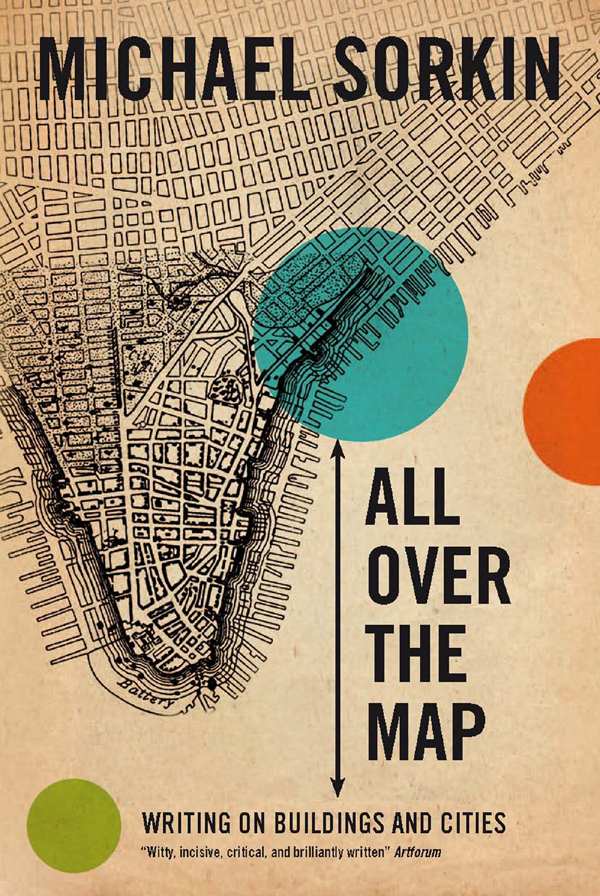 MICHAEL SORKIN
Battery
ALL
OVER
THE
MAP
WRITING ON BUILDINGS AND CITIES
“Witty, incisive, critical, and brilliantly written” Artforum